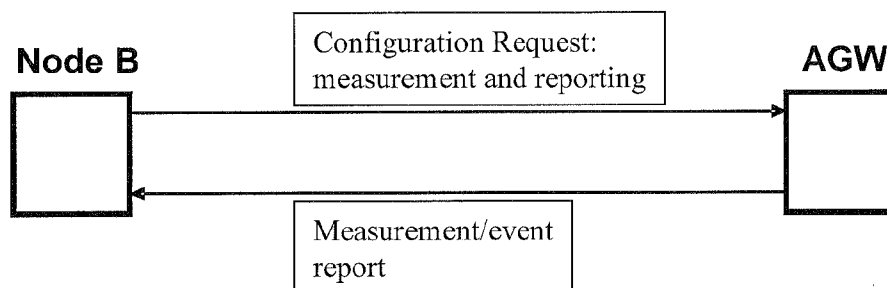 Node B
Configuration Request:
measurement and reporting
AGW
Measurement/event
report